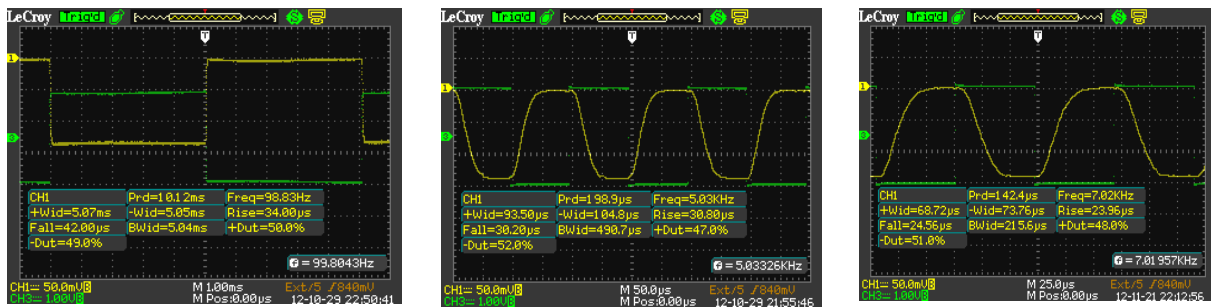 LeCroy Trig'd S
T
1
3
CH1 Prd=10.12ms Freq=98.83Hz
+Wid=5.07ms -Wid=5.05ms Rise=34.00µs
Fall=42.00µs BWid=5.04ms +Dut=50.0%
-Dut=49.0%
= 99.8043Hz
CH1 50.0mVB M 1.00ms Ext/5 840mV
CH3 1.00VB M Pos:0.00µs 12-10-29 22:50:41
LeCroy Trig'd S
T
1
3
CH1 Prd=198.9µs Freq=5.03KHz
+Wid=93.50µs -Wid=104.8µs Rise=30.80µs
Fall=30.20µs BWid=490.7µs +Dut=47.0%
-Dut=52.0%
= 5.03326KHz
CH1 50.0mVB M 50.0µs Ext/5 840mV
CH3 1.00VB M Pos:0.00µs 12-10-29 21:55:46
LeCroy Trig'd S
T
1
3
CH1 Prd=142.4µs Freq=7.02KHz
+Wid=68.72µs -Wid=73.76µs Rise=23.96µs
Fall=24.56µs BWid=215.6µs +Dut=48.0%
-Dut=51.0%
= 7.01957KHz
CH1 50.0mVB M 25.0µs Ext/5 840mV
CH3 1.00VB M Pos:0.00µs 12-11-21 22:12:56